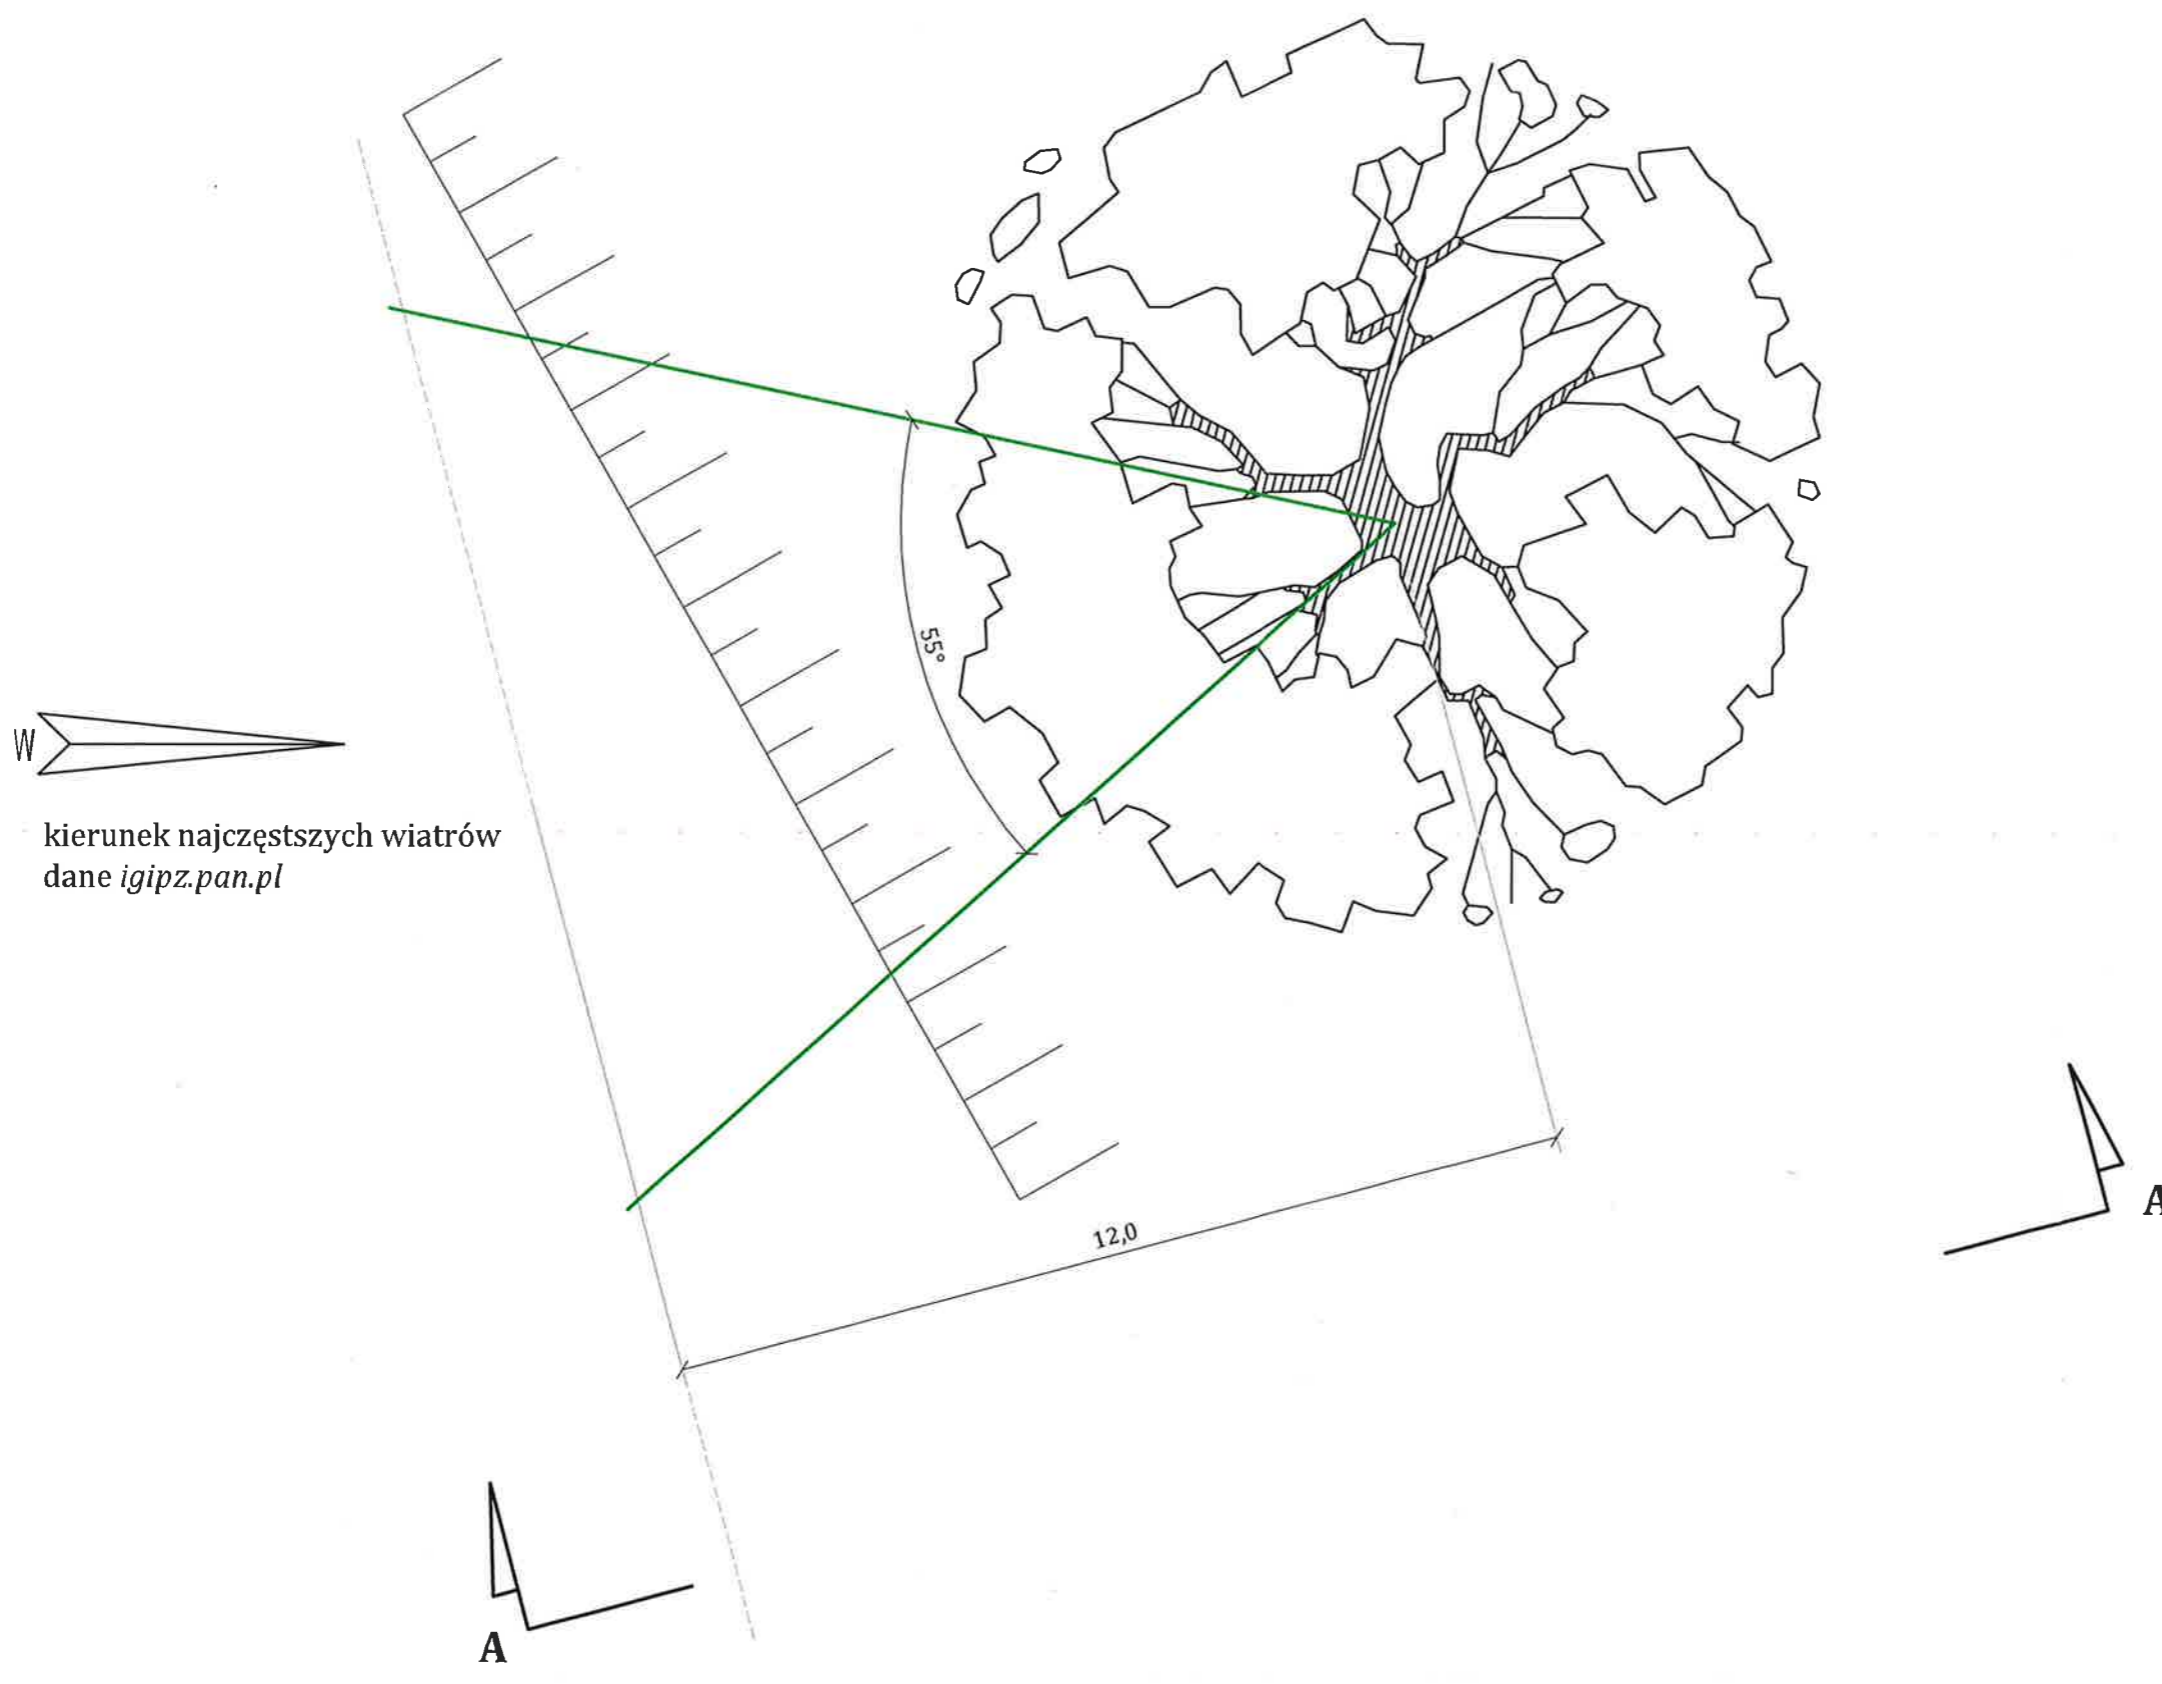 55°
W
kierunek najczęstszych wiatrów
dane igipz.pan.pl
12,0
A
A